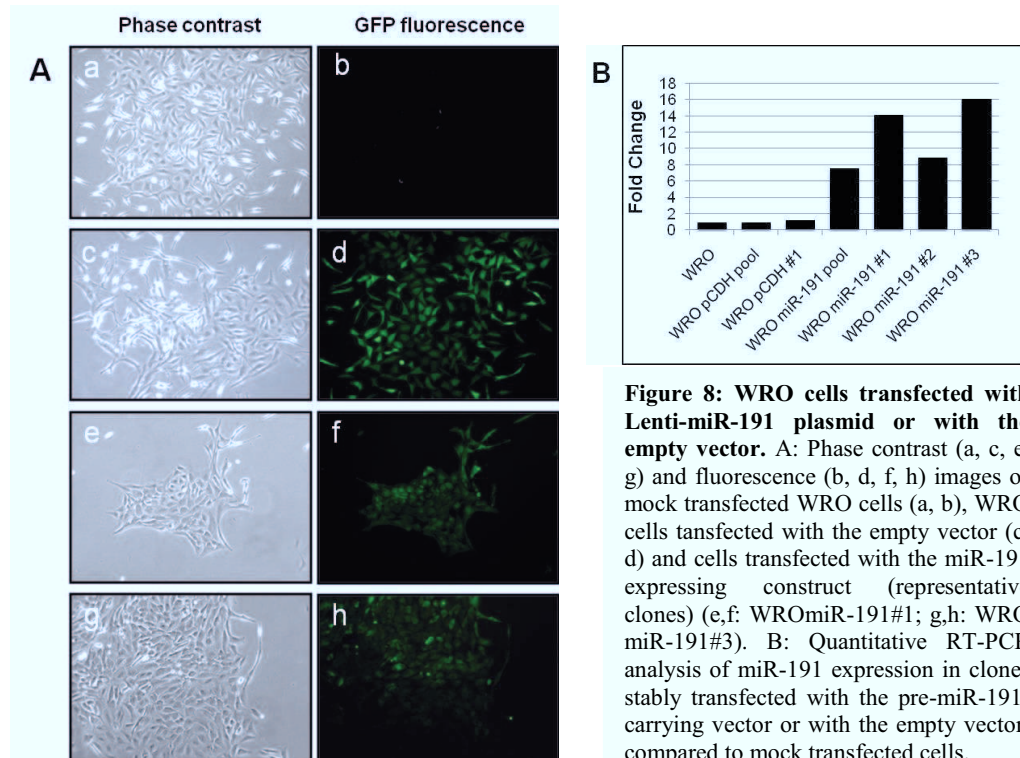 Phase contrast GFP fluorescence
A
a
b
c
d
e
f
g
h
B
Fold Change
18
16
14
12
10
8
6
4
2
0
WRO
WRO pCDH pool
WRO pCDH #1
WRO miR-191 pool
WRO miR-191 #1
WRO miR-191 #2
WRO miR-191 #3
Figure 8: WRO cells transfected with
Lenti-miR-191 plasmid or with the
empty vector. A: Phase contrast (a, c, e
g) and fluorescence (b, d, f, h) images o
mock transfected WRO cells (a, b), WRO
cells tansfected with the empty vector (c
d) and cells transfected with the miR-19
expressing construct (representativ
clones) (e,f: WROmiR-191#1; g,h: WRO
miR-191#3). B: Quantitative RT-PCR
analysis of miR-191 expression in clone
stably transfected with the pre-miR-191
carrying vector or with the empty vector
compared to mock transfected cells.